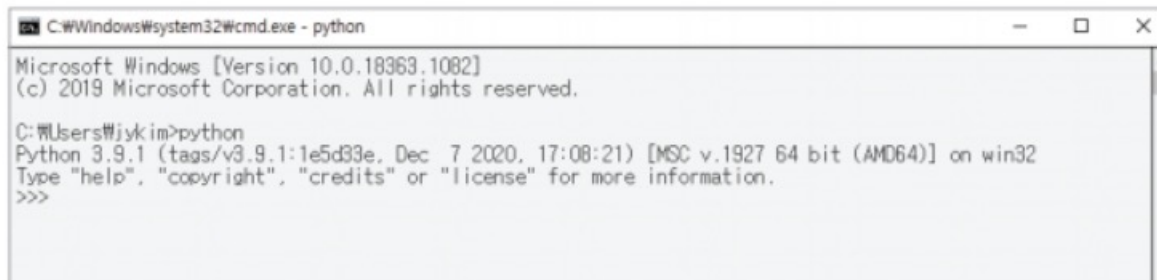 C:₩Windows₩system32₩cmd.exe - python
Microsoft Windows [Version 10.0.18363.1082]
(c) 2019 Microsoft Corporation. All rights reserved.
C:₩Users₩jykim>python
Python 3.9.1 (tags/v3.9.1:1e5d33e, Dec  7 2020, 17:08:21) [MSC v.1927 64 bit (AMD64)] on win32
Type "help", "copyright", "credits" or "license" for more information.
>>>